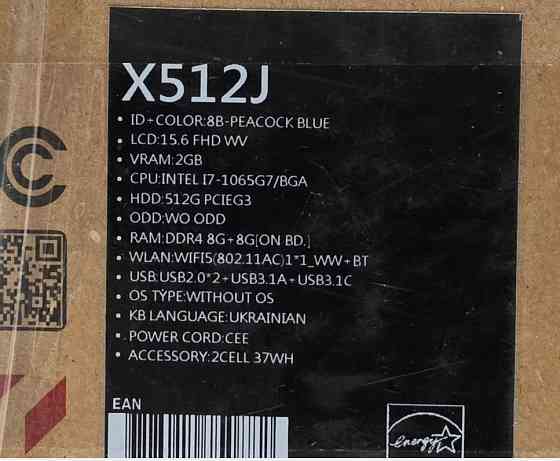 X512J
• ID+COLOR:8B-PEACOCK BLUE
• LCD:15.6 FHD WV
• VRAM:2GB
• CPU:INTEL I7-1065G7/BGA
• HDD:512G PCIEG3
• ODD:WO ODD
• RAM:DDR4 8G+8G[ON BD.]
• WLAN:WIFI5(802.11AC)1*1_WW+BT
• USB:USB2.0*2+USB3.1A+USB3.1C
• OS TYPE:WITHOUT OS
• KB LANGUAGE:UKRAINIAN
• POWER CORD:CEE
• ACCESSORY:2CELL 37WH
EAN
energy